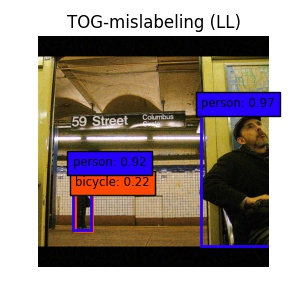 TOG-mislabeling (LL)
person: 0.97
59 Street
Columbus
person: 0.92
bicycle: 0.22